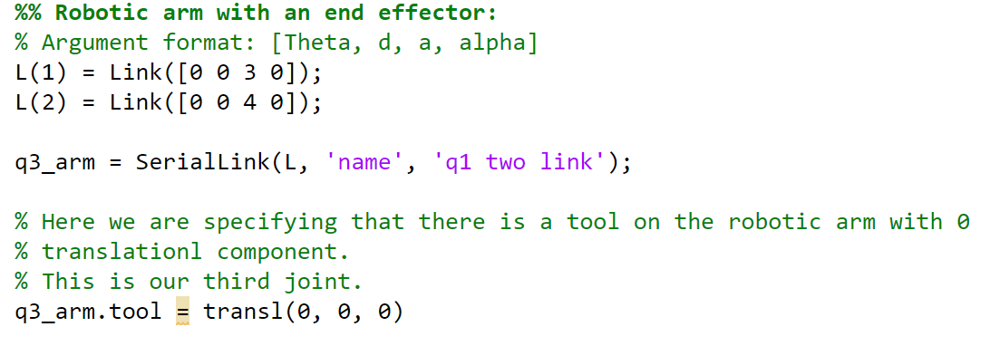 %% Robotic arm with an end effector:
% Argument format: [Theta, d, a, alpha]
L(1) = Link([0 0 3 0]);
L(2) = Link([0 0 4 0]);
q3_arm = SerialLink(L, 'name', 'q1 two link');
% Here we are specifying that there is a tool on the robotic arm with 0
% translationl component.
% This is our third joint.
q3_arm.tool = transl(0, 0, 0)